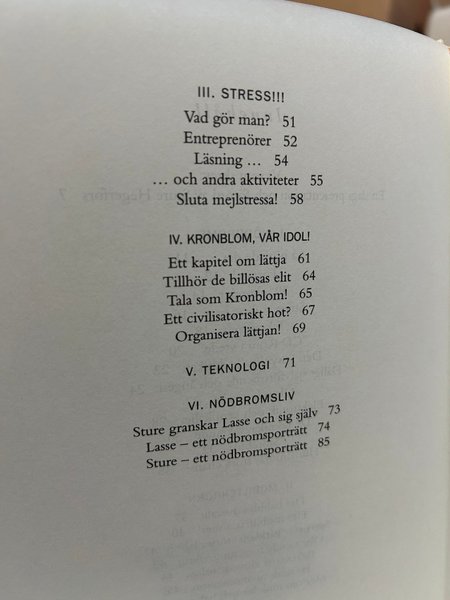 III. STRESS!!!
Vad gör man? 51
Entreprenörer 52
Läsning ... 54
... och andra aktiviteter 55
Sluta mejlstressa! 58
IV. KRONBLOM, VÅR IDOL!
Ett kapitel om lättja 61
Tillhör de billösas elit 64
Tala som Kronblom! 65
Ett civilisatoriskt hot? 67
Organisera lättjan! 69
V. TEKNOLOGI 71
VI. NÖDBROMSLIV
Sture granskar Lasse och sig själv 73
Lasse – ett nödbromsporträtt 74
Sture – ett nödbromsporträtt 85